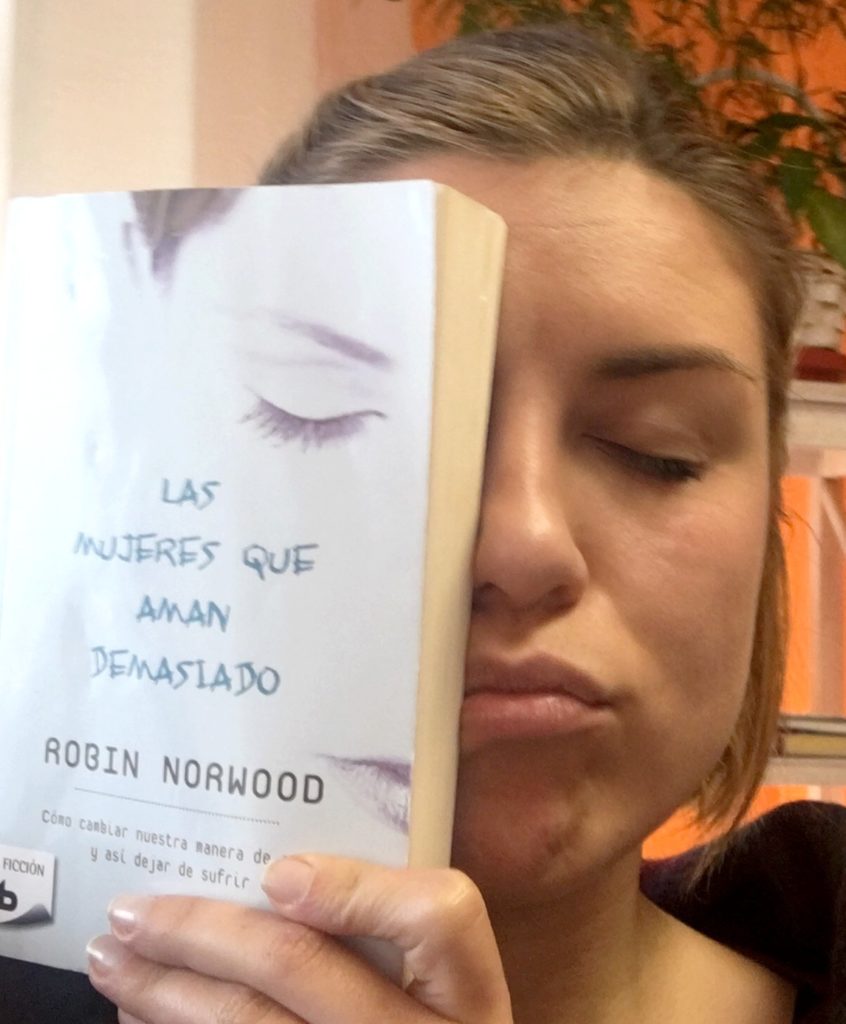 LAS
MUJERES QUE
AMAN
DEMASIADO
ROBIN NORWOOD
Cómo cambiar nuestra manera de
y así dejar de sufrir
FICCIÓN
b